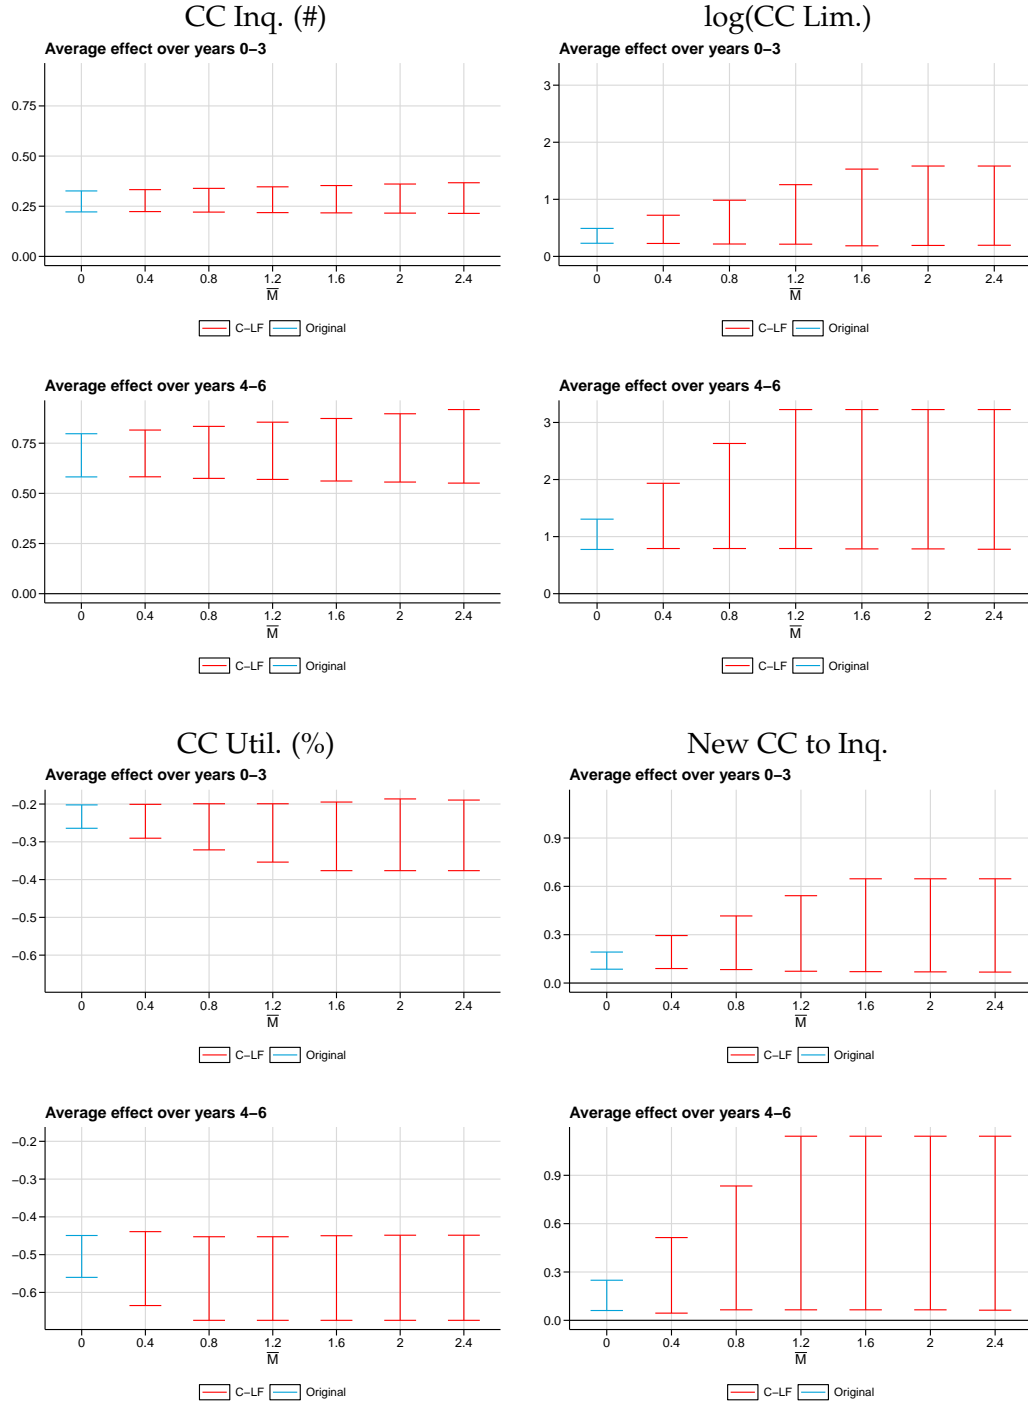 CC Inq. (#)
Average effect over years 0–3
0.75
0.50
0.25
0.00
0 0.4 0.8 1.2 1.6 2 2.4
M̅
C−LF Original
log(CC Lim.)
Average effect over years 0–3
3
2
1
0
0 0.4 0.8 1.2 1.6 2 2.4
M̅
C−LF Original
Average effect over years 4–6
0.75
0.50
0.25
0.00
0 0.4 0.8 1.2 1.6 2 2.4
M̅
C−LF Original
Average effect over years 4–6
3
2
1
0
0 0.4 0.8 1.2 1.6 2 2.4
M̅
C−LF Original
CC Util. (%)
Average effect over years 0–3
−0.2
−0.3
−0.4
−0.5
−0.6
0 0.4 0.8 1.2 1.6 2 2.4
M̅
C−LF Original
New CC to Inq.
Average effect over years 0–3
0.9
0.6
0.3
0.0
0 0.4 0.8 1.2 1.6 2 2.4
M̅
C−LF Original
Average effect over years 4–6
−0.2
−0.3
−0.4
−0.5
−0.6
0 0.4 0.8 1.2 1.6 2 2.4
M̅
C−LF Original
Average effect over years 4–6
0.9
0.6
0.3
0.0
0 0.4 0.8 1.2 1.6 2 2.4
M̅
C−LF Original